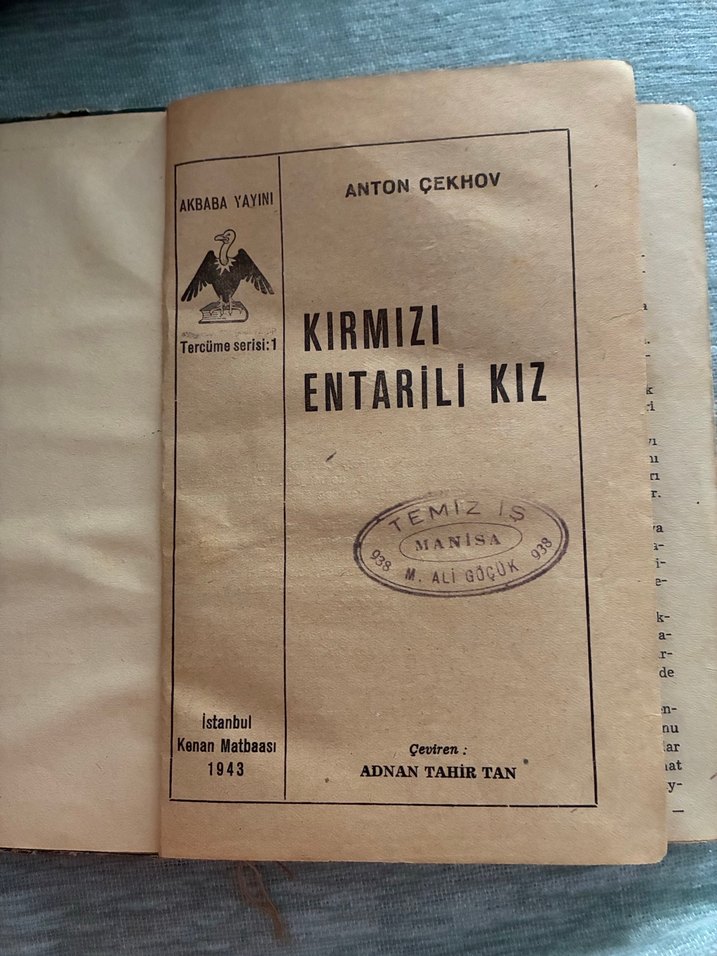 AKBABA YAYINI
Tercüme serisi:1
İstanbul
Kenan Matbaası
1943
ANTON ÇEKHOV
KIRMIZI
ENTARİLİ KIZ
TEMİZ İŞ
MANİSA
938 938
M. ALİ GÖÇÜK
Çeviren :
ADNAN TAHİR TAN